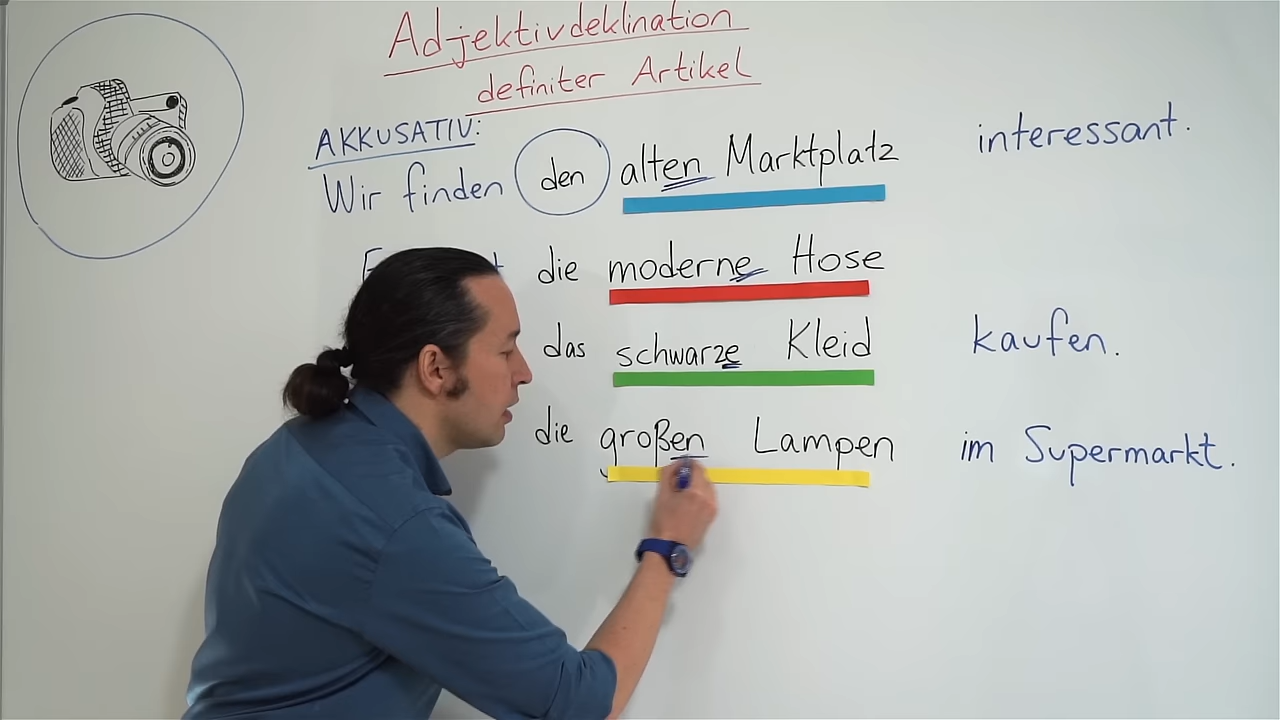 Adjektivdeklination
definiter Artikel
AKKUSATIV:
Wir finden den alten Marktplatz interessant.
die moderne Hose
das schwarze Kleid kaufen.
die großen Lampen im Supermarkt.